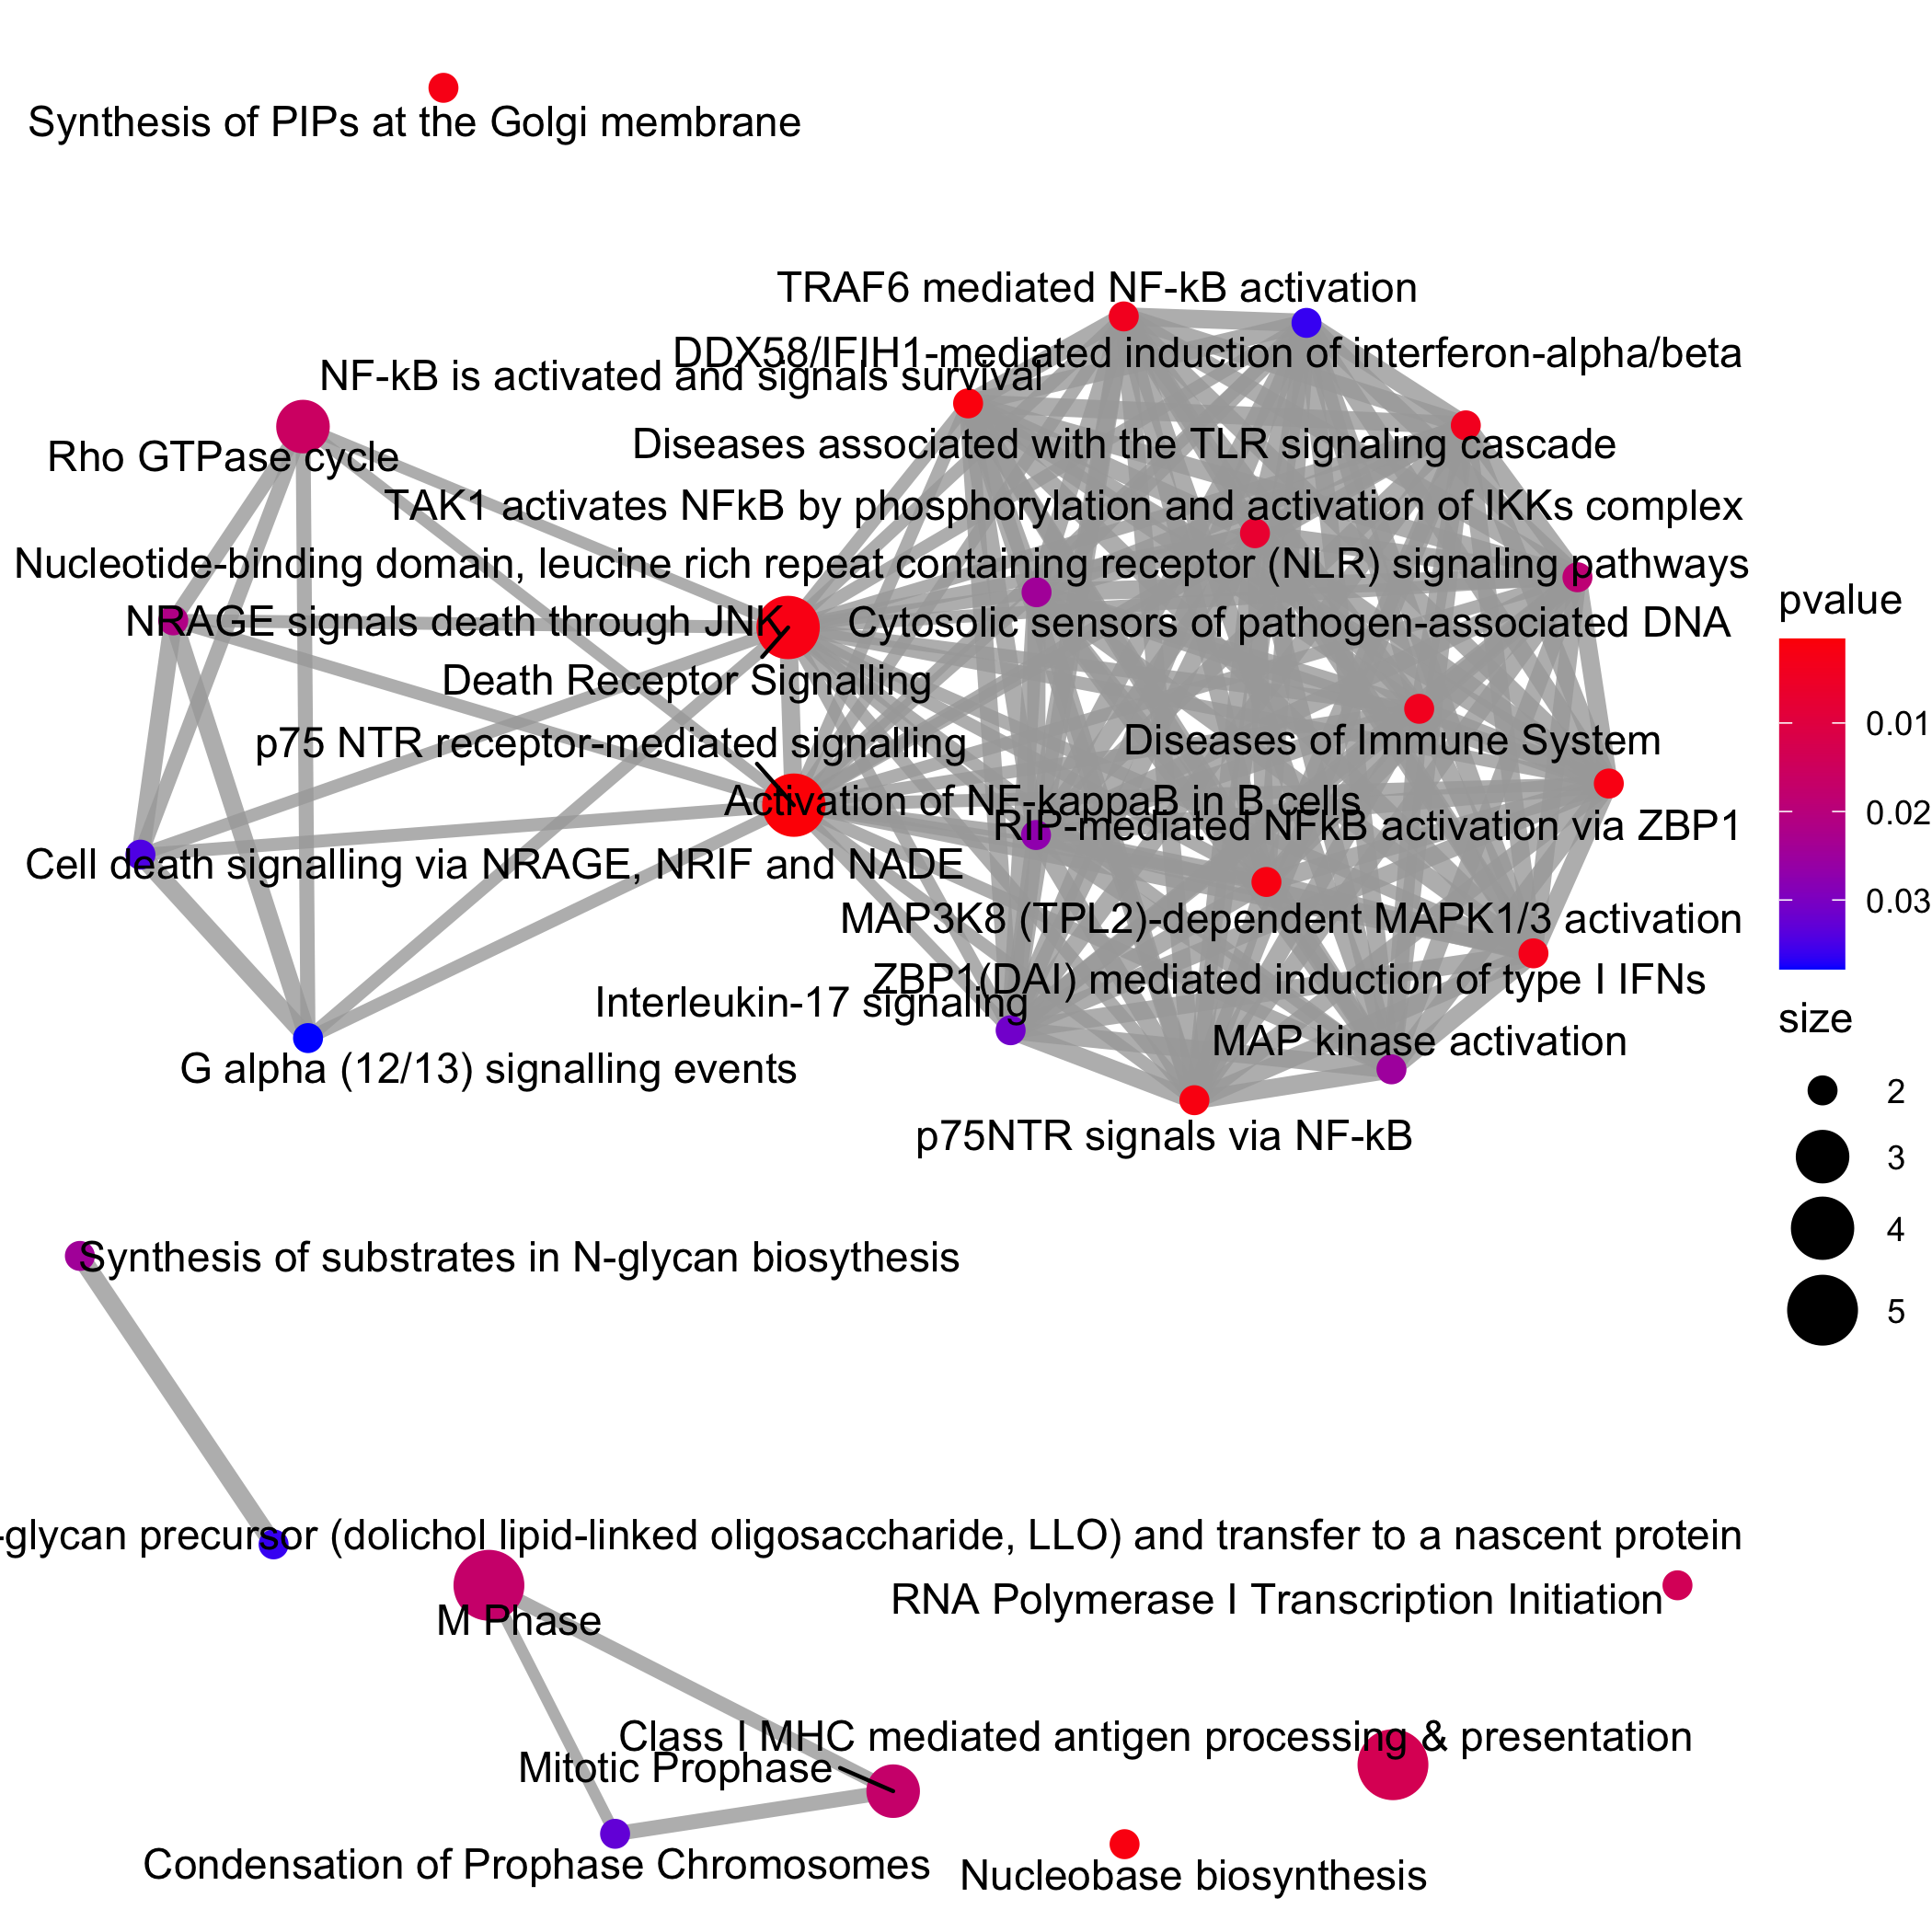 Synthesis of PIPs at the Golgi membrane
TRAF6 mediated NF-kB activation
DDX58/IFIH1-mediated induction of interferon-alpha/beta
NF-kB is activated and signals survival
Diseases associated with the TLR signaling cascade
Rho GTPase cycle
TAK1 activates NFkB by phosphorylation and activation of IKKs complex
Nucleotide-binding domain, leucine rich repeat containing receptor (NLR) signaling pathways
NRAGE signals death through JNK
Cytosolic sensors of pathogen-associated DNA
Death Receptor Signalling
p75 NTR receptor-mediated signalling
Diseases of Immune System
Activation of NF-kappaB in B cells
RIP-mediated NFkB activation via ZBP1
Cell death signalling via NRAGE, NRIF and NADE
MAP3K8 (TPL2)-dependent MAPK1/3 activation
ZBP1(DAI) mediated induction of type I IFNs
Interleukin-17 signaling
MAP kinase activation
G alpha (12/13) signalling events
p75NTR signals via NF-kB
Synthesis of substrates in N-glycan biosythesis
-glycan precursor (dolichol lipid-linked oligosaccharide, LLO) and transfer to a nascent protein
RNA Polymerase I Transcription Initiation
M Phase
Class I MHC mediated antigen processing & presentation
Mitotic Prophase
Condensation of Prophase Chromosomes
Nucleobase biosynthesis
pvalue
0.01
0.02
0.03
size
2
3
4
5